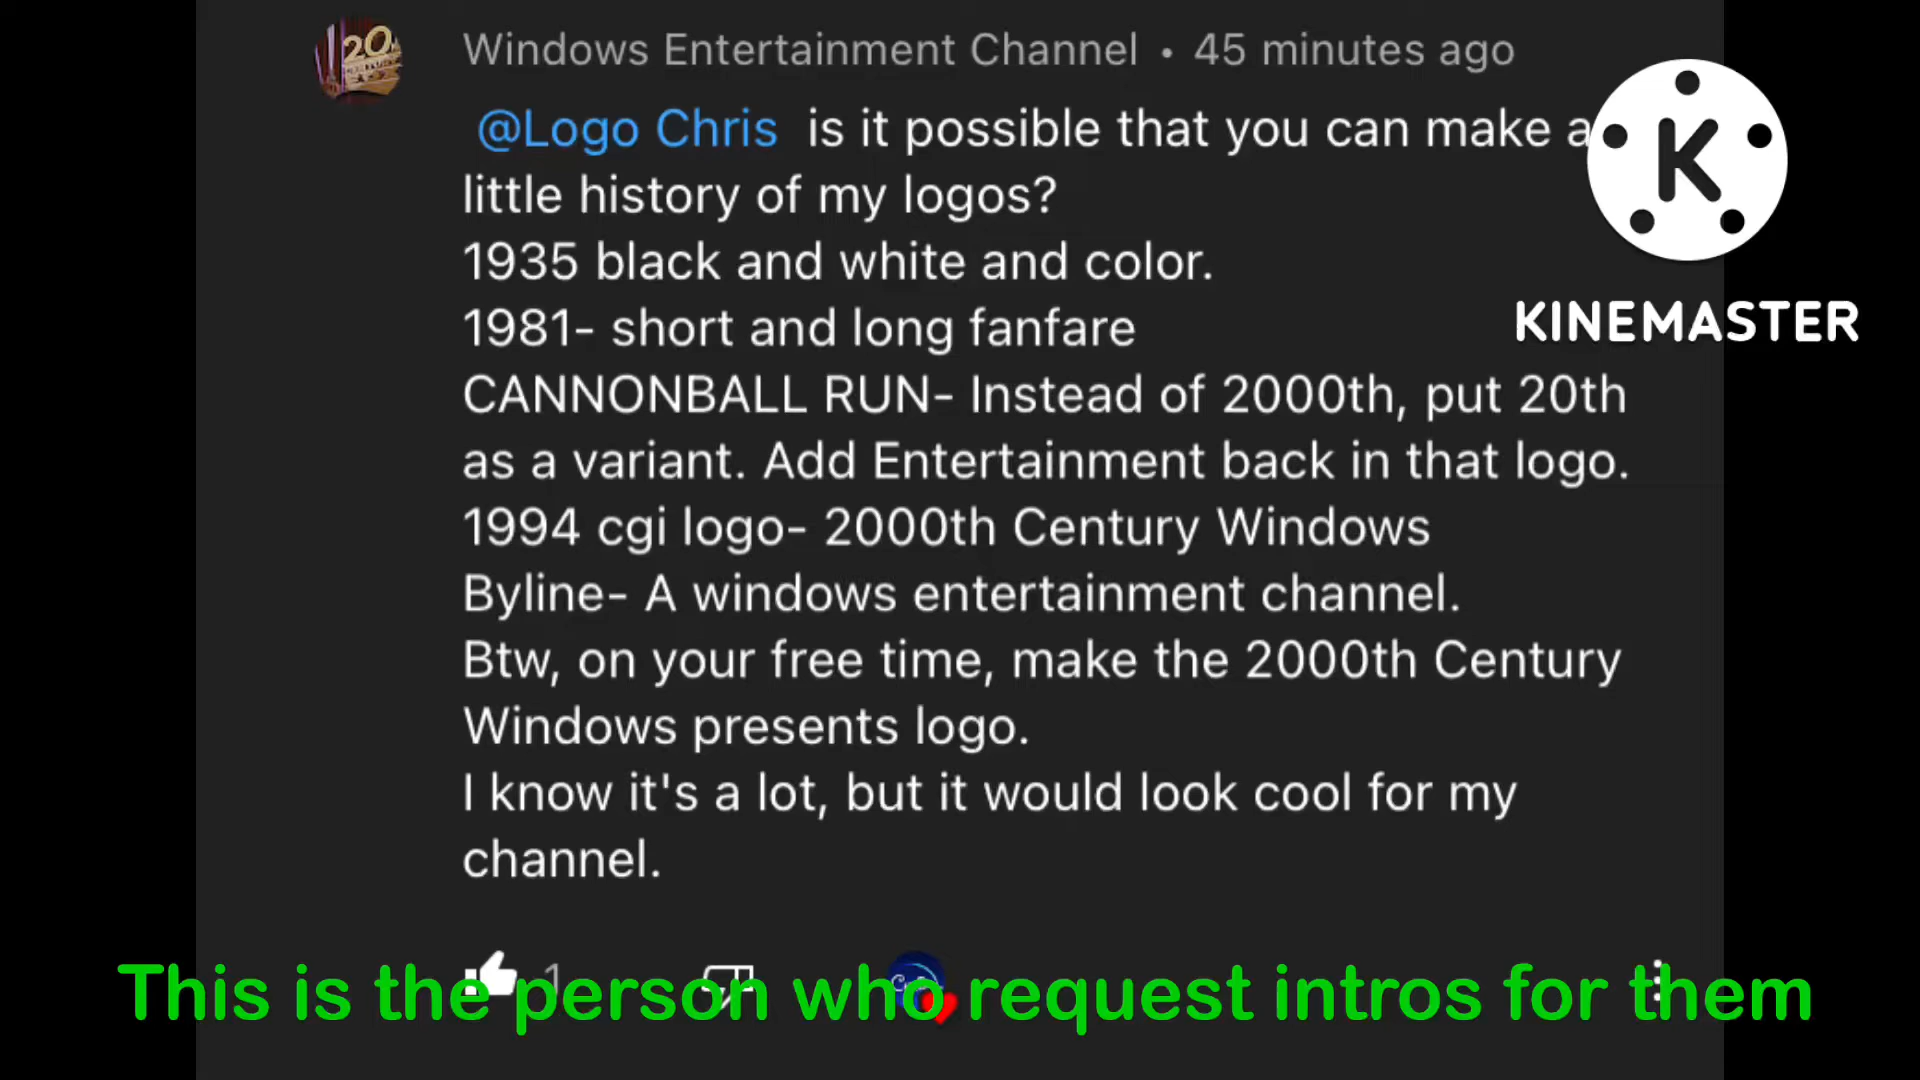 Windows Entertainment Channel • 45 minutes ago
@Logo Chris is it possible that you can make a
little history of my logos?
1935 black and white and color.
1981- short and long fanfare
CANNONBALL RUN- Instead of 2000th, put 20th
as a variant. Add Entertainment back in that logo.
1994 cgi logo- 2000th Century Windows
Byline- A windows entertainment channel.
Btw, on your free time, make the 2000th Century
Windows presents logo.
I know it's a lot, but it would look cool for my
channel.
K
KINEMASTER
20
1
This is the person who request intros for them